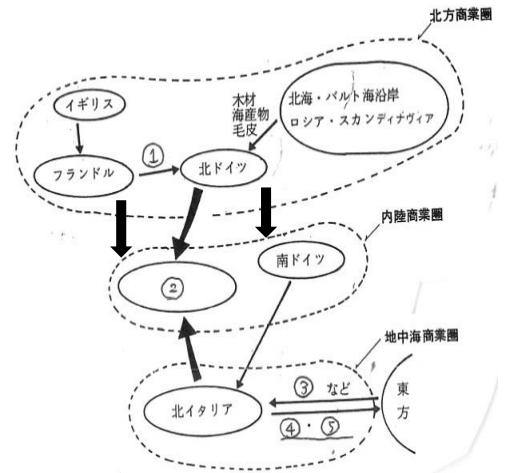 北方商業圏
イギリス
木材
海産物
毛皮
北海・バルト海沿岸
ロシア・スカンディナヴィア
①
フランドル
北ドイツ
内陸商業圏
②
南ドイツ
地中海商業圏
③ など
北イタリア
④・⑤
東方